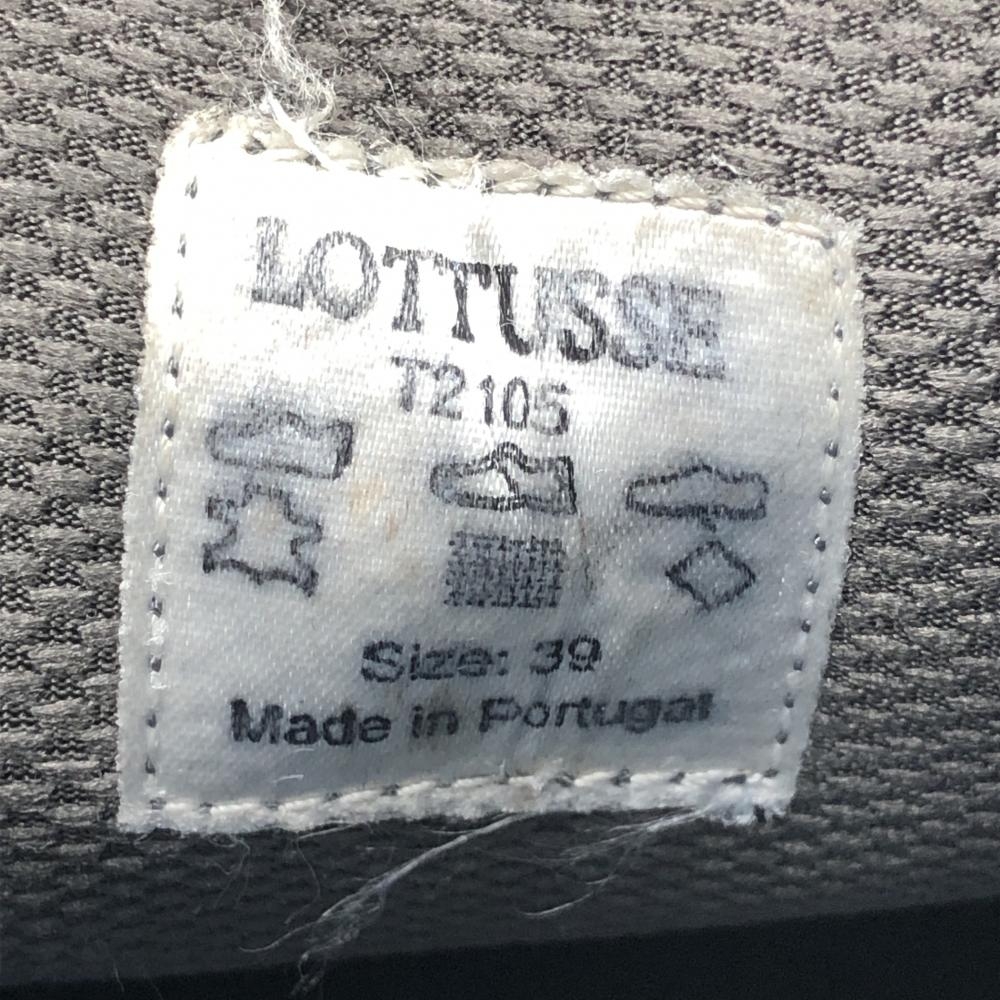 LOTTUSSE
T2105
Size: 39
Made in Portugal